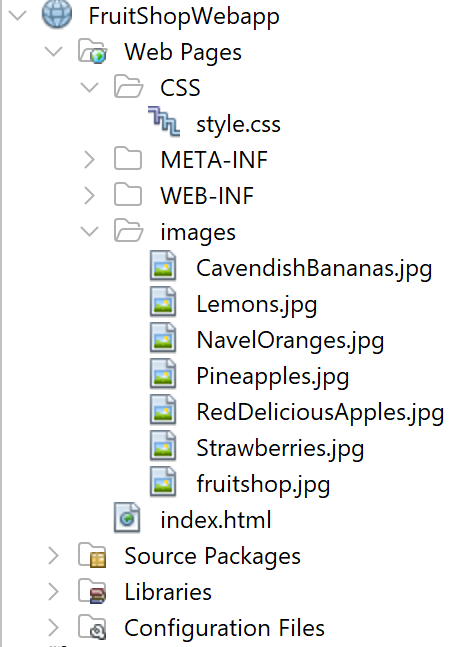 FruitShopWebapp
Web Pages
CSS
style.css
META-INF
WEB-INF
images
CavendishBananas.jpg
Lemons.jpg
NavelOranges.jpg
Pineapples.jpg
RedDeliciousApples.jpg
Strawberries.jpg
fruitshop.jpg
index.html
Source Packages
Libraries
Configuration Files